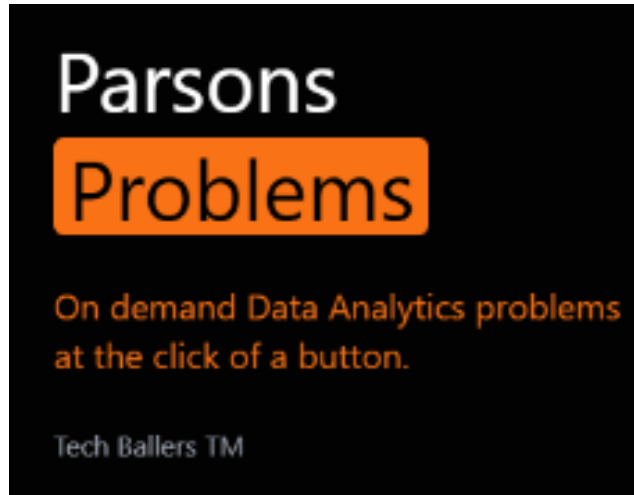 Parsons
Problems
On demand Data Analytics problems
at the click of a button.
Tech Ballers TM